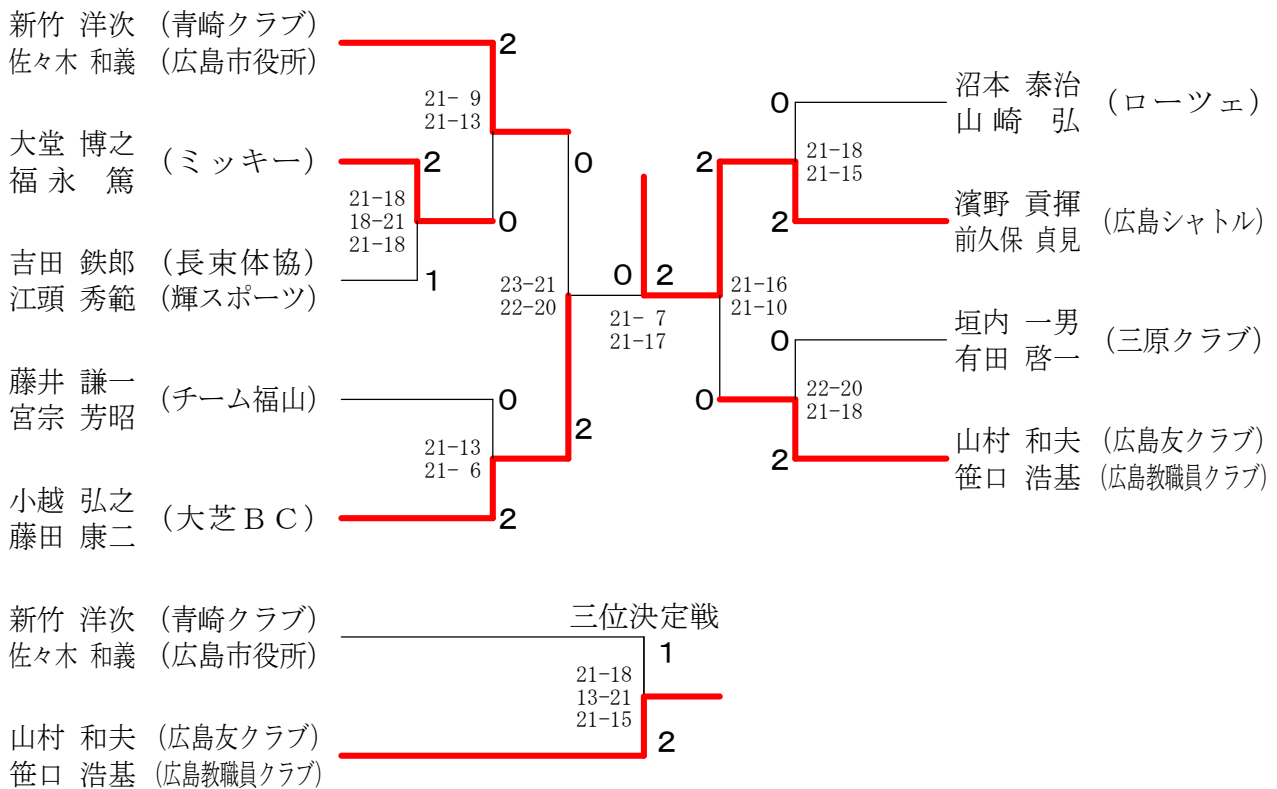 新竹 洋次 (青崎クラブ)
佐々木 和義 (広島市役所)
2
21- 9
21-13
大堂 博之
福永 篤
(ミッキー)
2
0
21-18
18-21
21-18
0
吉田 鉄郎 (長束体協)
江頭 秀範 (輝スポーツ)
1
23-21
22-20
藤井 謙一
宮宗 芳昭
(チーム福山)
0
2
21-13
21- 6
小越 弘之
藤田 康二
(大芝BC)
2
0 2
21- 7
21-17
沼本 泰治
山崎 弘
(ローツェ)
0
2
21-18
21-15
濱野 貢揮
前久保 貞見
(広島シャトル)
2
21-16
21-10
垣内 一男
有田 啓一
(三原クラブ)
0
0
22-20
21-18
山村 和夫 (広島友クラブ)
笹口 浩基 (広島教職員クラブ)
2
三位決定戦
新竹 洋次 (青崎クラブ)
佐々木 和義 (広島市役所)
1
21-18
13-21
21-15
山村 和夫 (広島友クラブ)
笹口 浩基 (広島教職員クラブ)
2